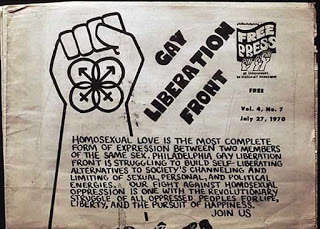 GAY
LIBERATION
FRONT
philadelphia
FREE
PRESS
FREE
Vol. 4, No. 7
July 27, 1970
HOMOSEXUAL LOVE IS THE MOST COMPLETE
FORM OF EXPRESSION BETWEEN TWO MEMBERS
OF THE SAME SEX. PHILADELPHIA GAY LIBERATION
FRONT IS STRUGGLING TO BUILD SELF-LIBERATING
ALTERNATIVES TO SOCIETY'S CHANNELING AND
LIMITING OF SEXUAL, PERSONAL, AND POLITICAL
ENERGIES. OUR FIGHT AGAINST HOMOSEXUAL
OPPRESSION IS ONE WITH THE REVOLUTIONARY
STRUGGLE OF ALL OPPRESSED PEOPLES FOR LIFE,
LIBERTY, AND THE PURSUIT OF HAPPINESS.
JOIN US